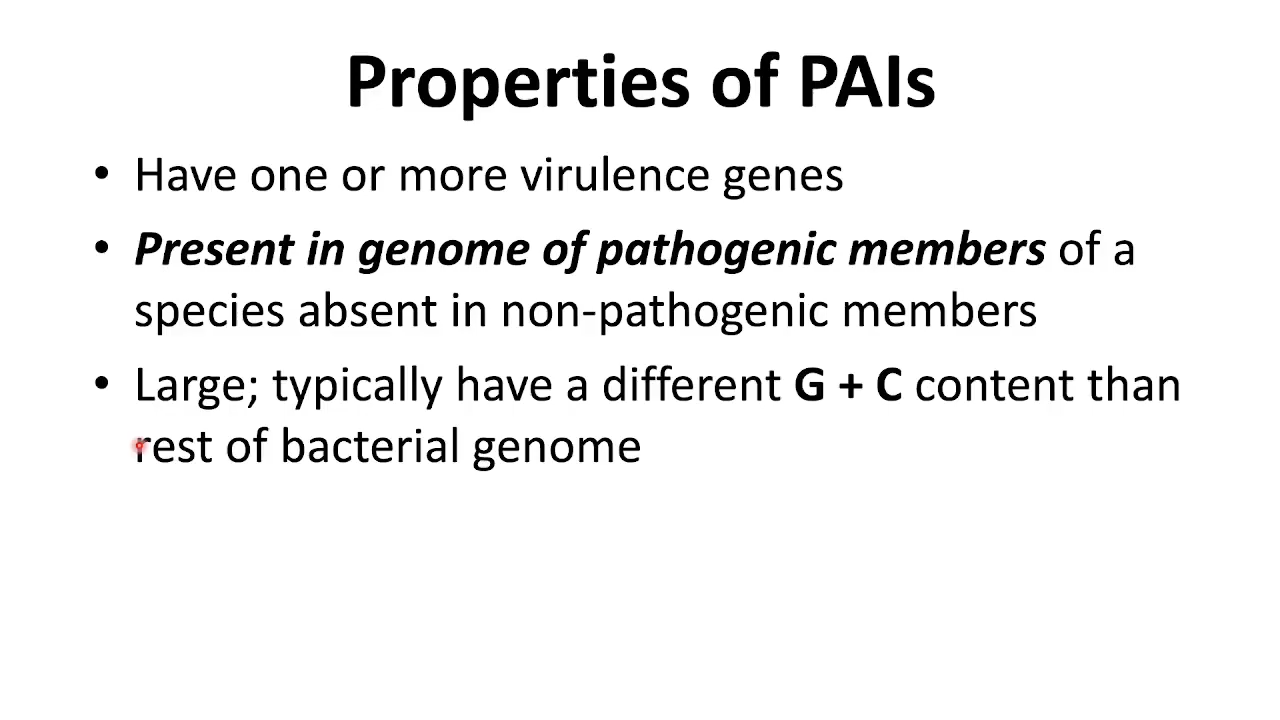 Properties of PAIs
• Have one or more virulence genes
• Present in genome of pathogenic members of a
species absent in non-pathogenic members
• Large; typically have a different G + C content than
rest of bacterial genome